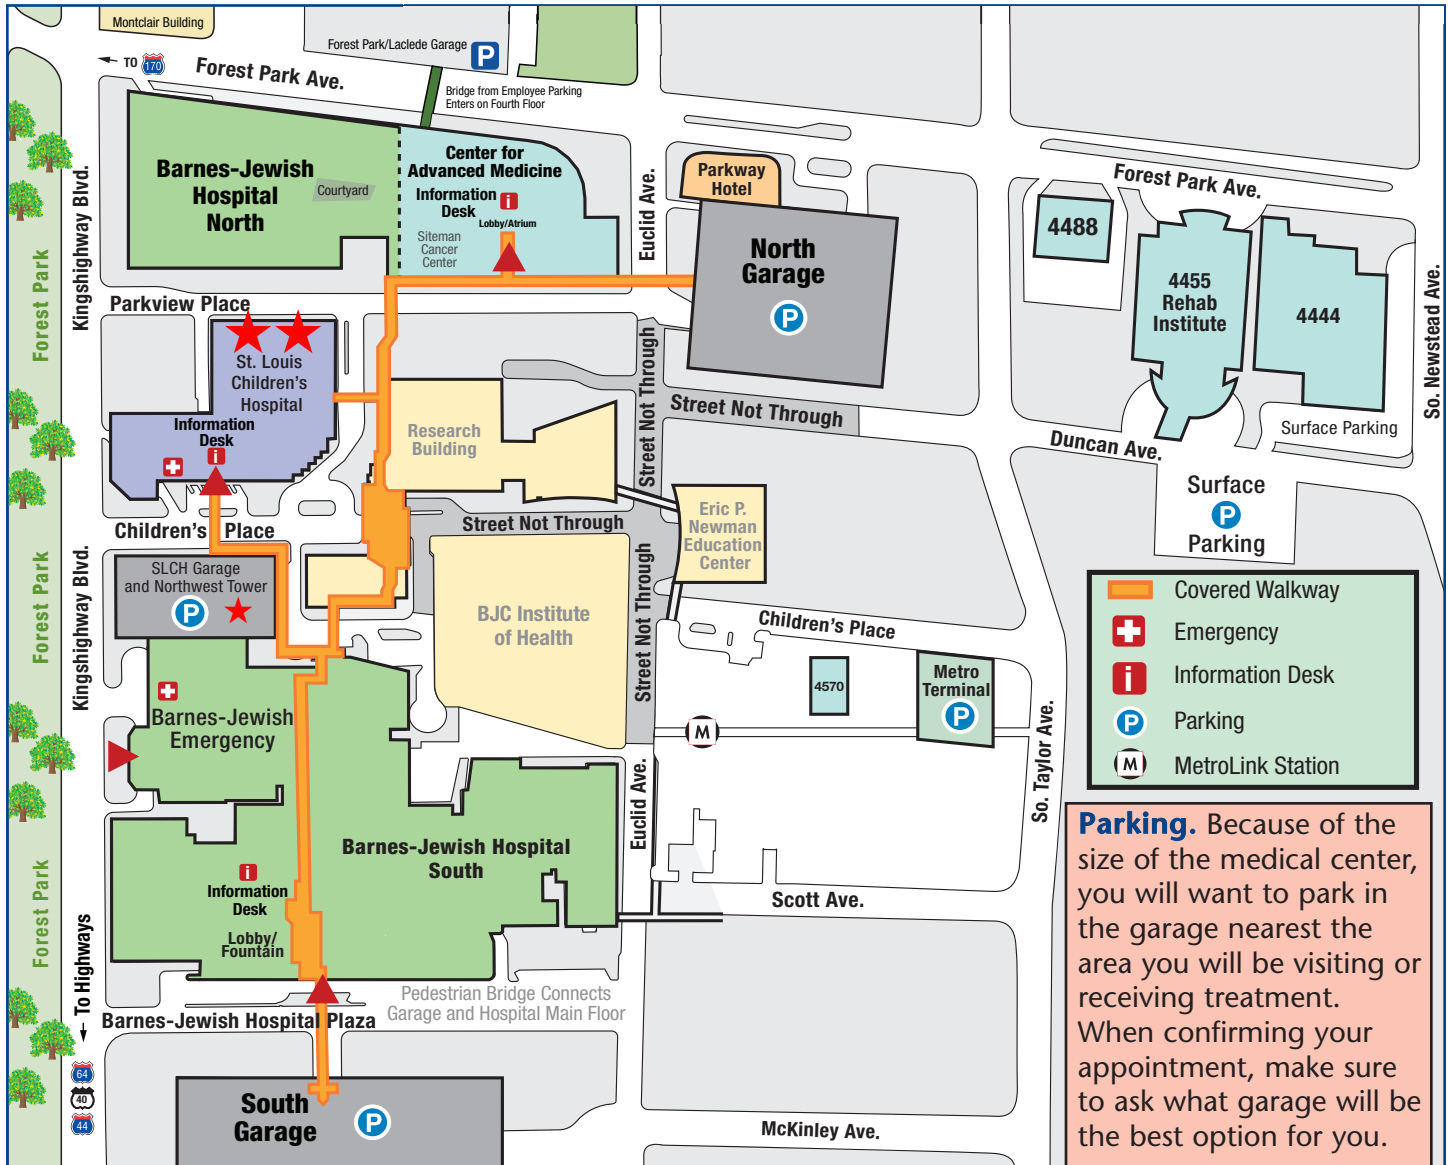 Montclair Building
Forest Park/Laclede Garage
P
TO 170
Forest Park Ave.
Bridge from Employee Parking
Enters on Fourth Floor
Kingshighway Blvd.
Barnes-Jewish
Hospital
North
Courtyard
Center for
Advanced Medicine
Information
Desk
i
Lobby/Atrium
Siteman
Cancer
Center
Euclid Ave.
Parkway
Hotel
North
Garage
P
Forest Park Ave.
4488
4455
Rehab
Institute
4444
So. Newstead Ave.
Forest Park
Parkview Place
St. Louis
Children's
Hospital
Information
Desk
i
Research
Building
Street Not Through
Street Not Through
Duncan Ave.
Surface Parking
Surface
P
Parking
Children's Place
Street Not Through
Eric P.
Newman
Education
Center
Kingshighway Blvd.
Forest Park
SLCH Garage
and Northwest Tower
P
BJC Institute
of Health
Street Not Through
Children's Place
4570
Metro
Terminal
P
M
So. Taylor Ave.
Covered Walkway
Emergency
i
Information Desk
P
Parking
M
MetroLink Station
Barnes-Jewish
Emergency
Euclid Ave.
Barnes-Jewish Hospital
South
i
Information
Desk
Lobby/
Fountain
Scott Ave.
Forest Park
To Highways
64
40
44
Pedestrian Bridge Connects
Garage and Hospital Main Floor
Barnes-Jewish Hospital Plaza
South
Garage
P
McKinley Ave.
Parking. Because of the
size of the medical center,
you will want to park in
the garage nearest the
area you will be visiting or
receiving treatment.
When confirming your
appointment, make sure
to ask what garage will be
the best option for you.